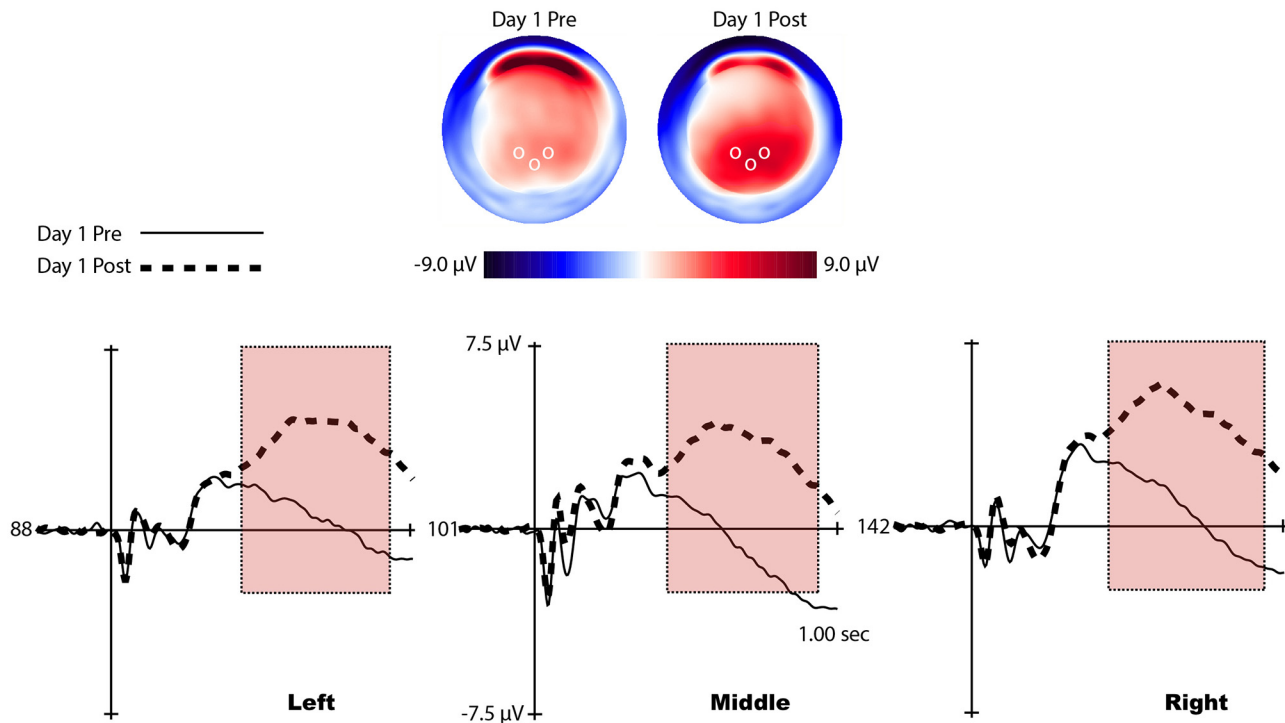 Day 1 Pre
Day 1 Post
Day 1 Pre
Day 1 Post
-9.0 µV
9.0 µV
7.5 µV
88
101
142
1.00 sec
Left
Middle
Right
-7.5 µV